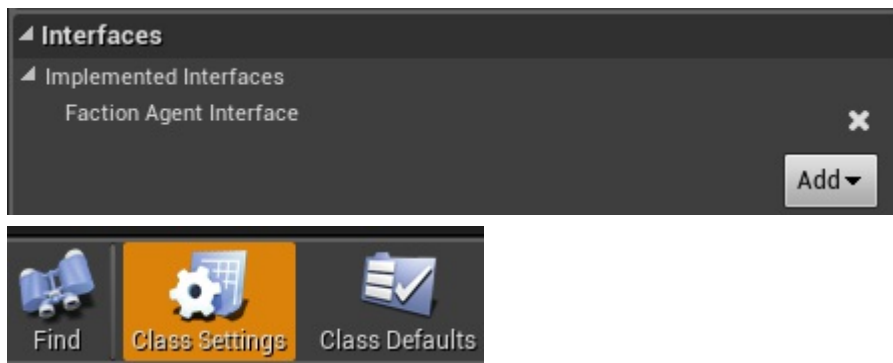 Interfaces
Implemented Interfaces
Faction Agent Interface
Add
Find
Class Settings
Class Defaults